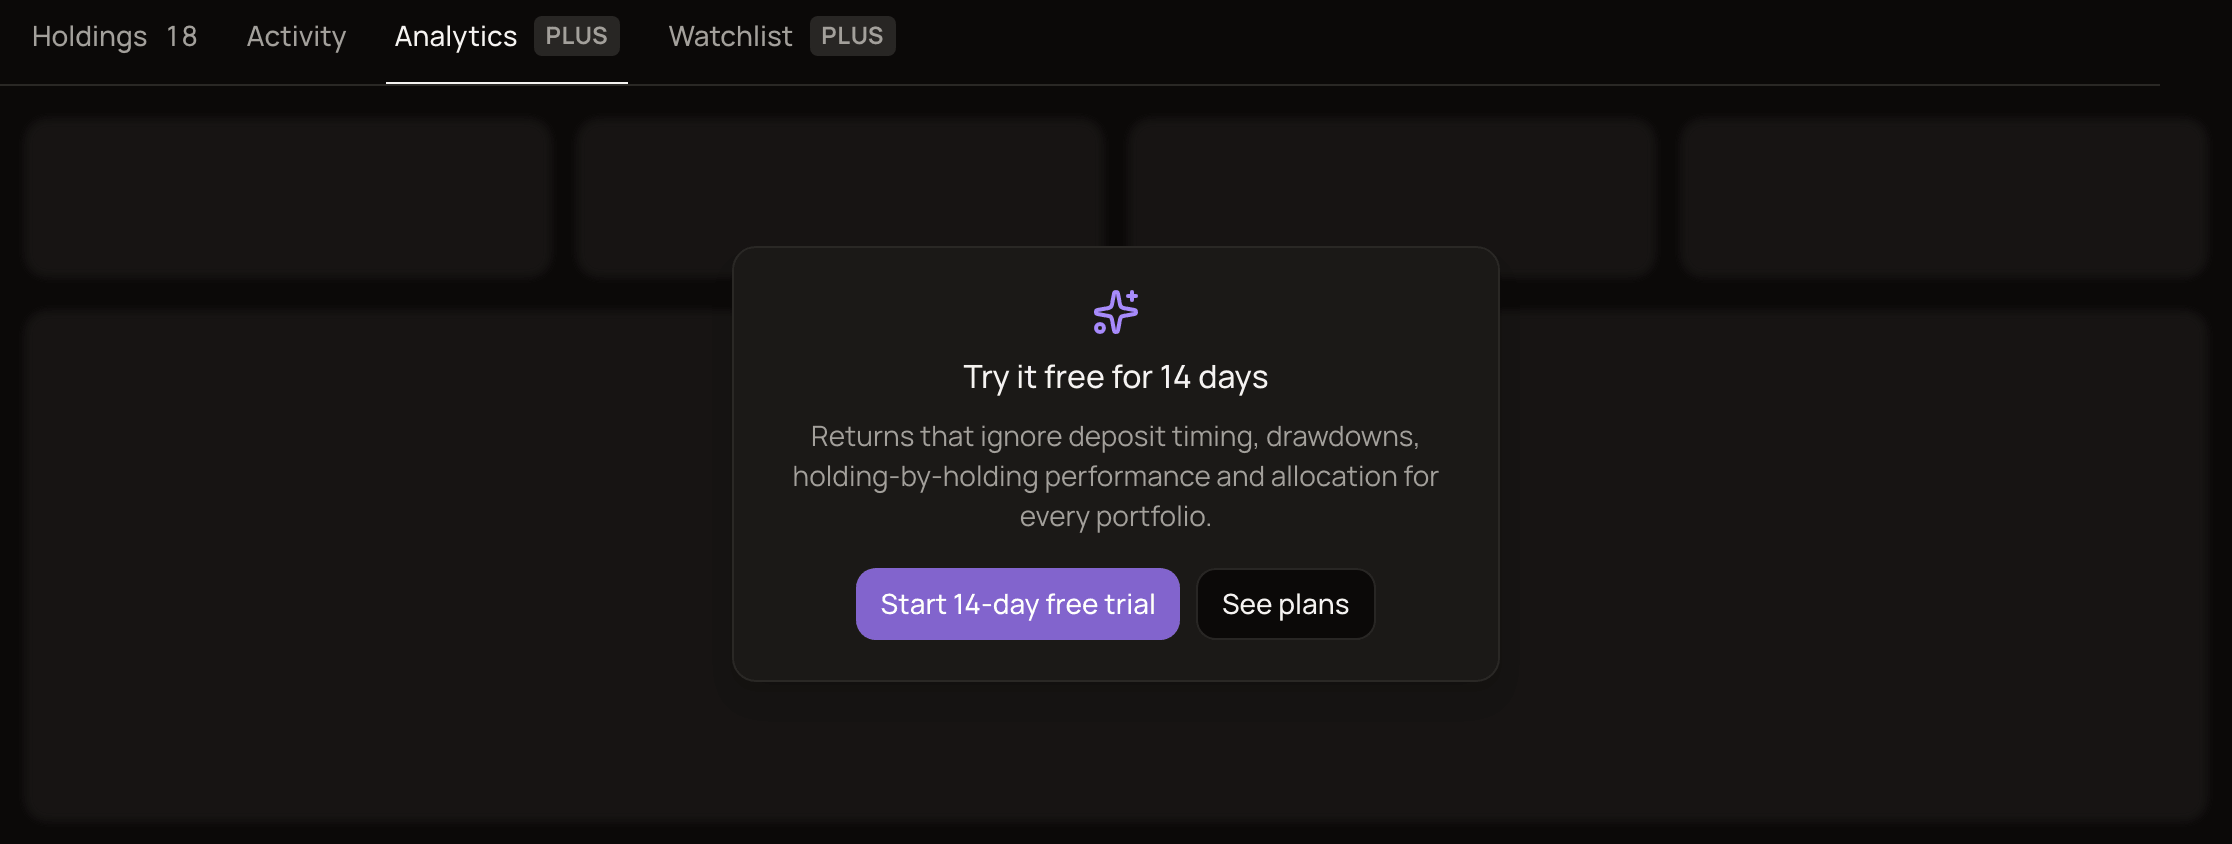 Holdings 18 Activity Analytics PLUS Watchlist PLUS
Try it free for 14 days
Returns that ignore deposit timing, drawdowns,
holding-by-holding performance and allocation for
every portfolio.
Start 14-day free trial See plans